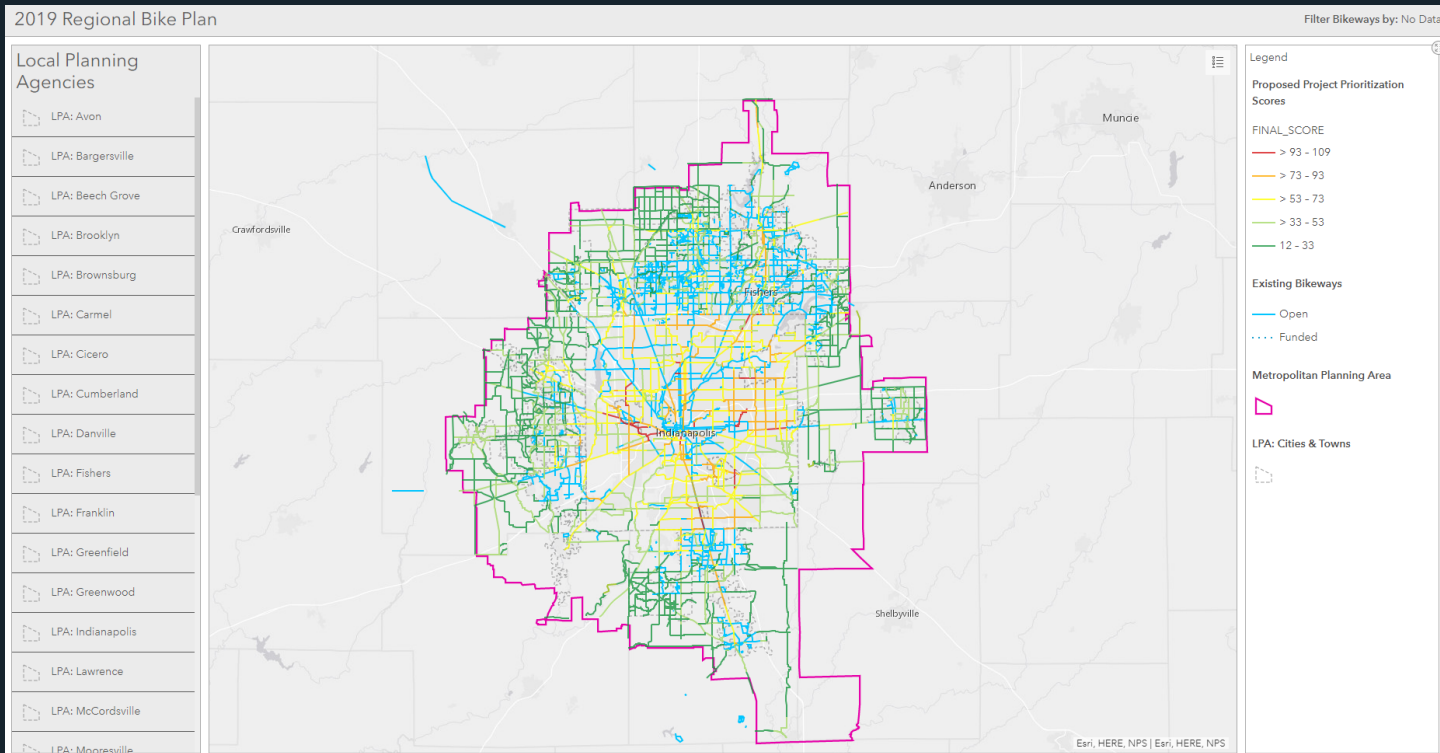 2019 Regional Bike Plan
Filter Bikeways by: No Data
Local Planning
Agencies
LPA: Avon
LPA: Bargersville
LPA: Beech Grove
LPA: Brooklyn
LPA: Brownsburg
LPA: Carmel
LPA: Cicero
LPA: Cumberland
LPA: Danville
LPA: Fishers
LPA: Franklin
LPA: Greenfield
LPA: Greenwood
LPA: Indianapolis
LPA: Lawrence
LPA: McCordsville
LPA: Mooresville
Muncie
Anderson
Crawfordsville
Fishers
Indianapolis
Shelbyville
Esri, HERE, NPS | Esri, HERE, NPS
Legend
Proposed Project Prioritization
Scores
FINAL_SCORE
> 93 - 109
> 73 - 93
> 53 - 73
> 33 - 53
12 - 33
Existing Bikeways
Open
Funded
Metropolitan Planning Area
LPA: Cities & Towns